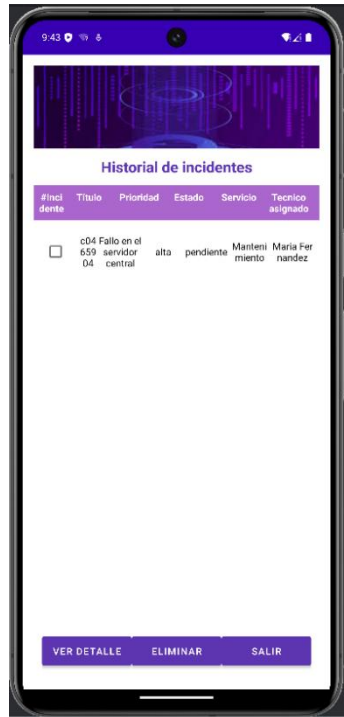 9:43
Historial de incidentes
#Inci Titulo Prioridad Estado Servicio Tecnico
dente asignado
c04 Fallo en el Manteni Maria Fer
659 servidor alta pendiente miento nandez
04 central
VER DETALLE ELIMINAR SALIR